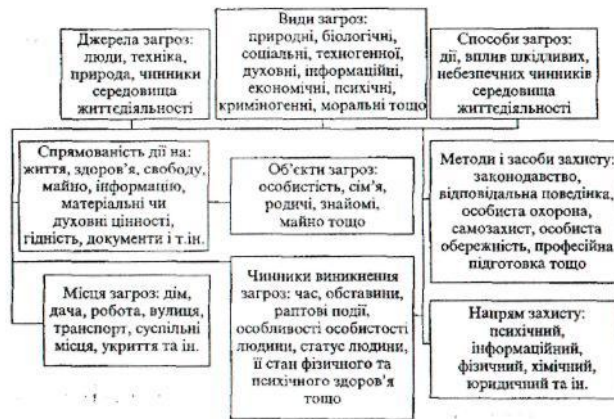 Джерела загроз:
люди, техніка,
природа, чинники
середовища
життєдіяльності
Види загроз:
природні, біологічні,
соціальні, техногенної,
духовні, інформаційні,
економічні, психічні,
криміногенні, моральні тощо
Способи загроз:
дії, вплив шкідливих,
небезпечних чинників
середовища
життєдіяльності
Спрямованість дії на:
життя, здоров'я, свободу,
майно, інформацію,
матеріальні чи
духовні цінності,
гідність, документи і т.ін.
Об'єкти загроз:
особистість, сім'я,
родичі, знайомі,
майно тощо
Методи і засоби захисту:
законодавство,
відповідальна поведінка,
особиста охорона,
самозахист, особиста
обережність, професійна
підготовка тощо
Місця загроз: дім,
дача, робота, вулиця,
транспорт, суспільні
місця, укриття та ін.
Чинники виникнення
загроз: час, обставини,
раптові події,
особливості особистості
людини, статус людини,
її стан фізичного та
психічного здоров'я
тощо
Напрям захисту:
психічний,
інформаційний,
фізичний, хімічний,
юридичний та ін.